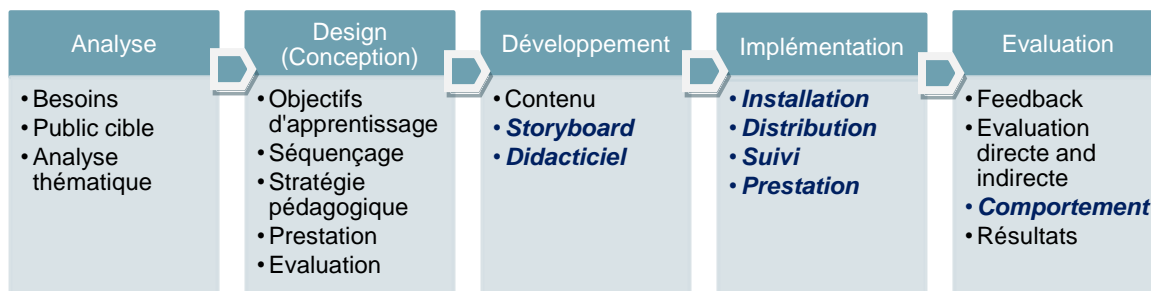 Analyse
• Besoins
• Public cible
• Analyse
thématique
Design
(Conception)
• Objectifs
d'apprentissage
• Séquençage
• Stratégie
pédagogique
• Prestation
• Evaluation
Développement
• Contenu
• Storyboard
• Didacticiel
Implémentation
• Installation
• Distribution
• Suivi
• Prestation
Evaluation
• Feedback
• Evaluation
directe and
indirecte
• Comportement
• Résultats